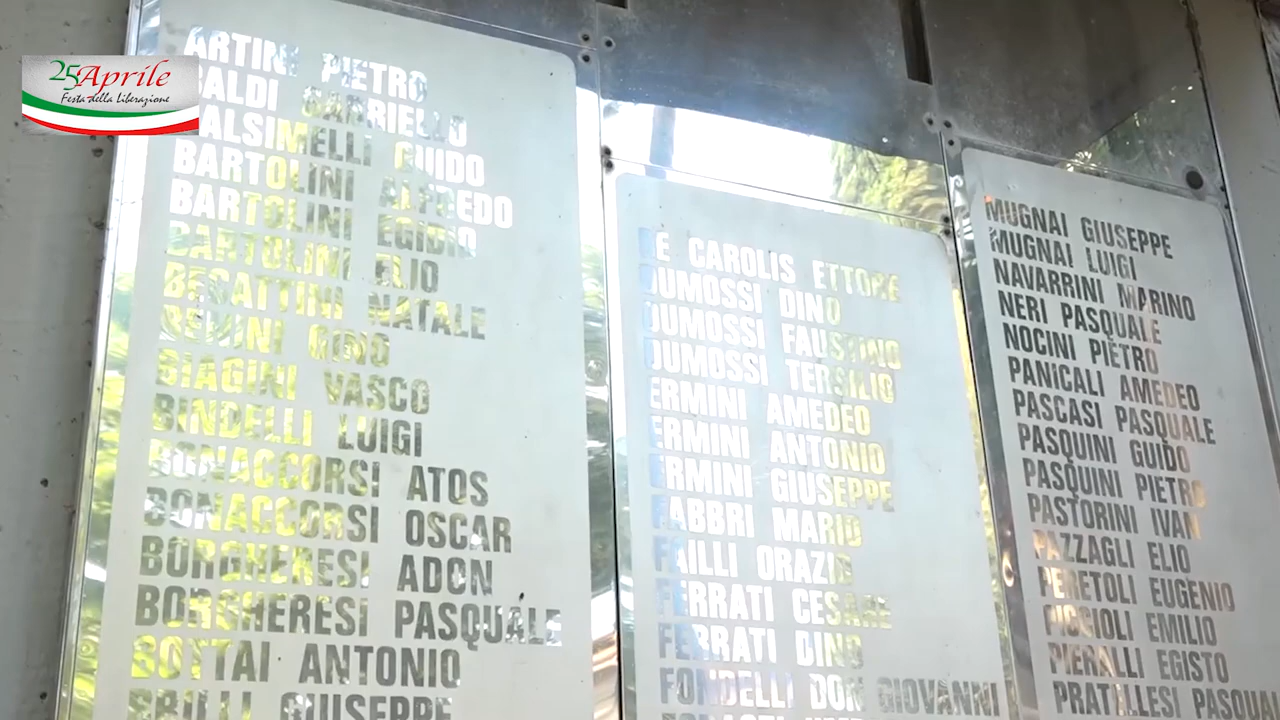 25 Aprile
Festa della Liberazione
ARTINI PIETRO
BALDI GABRIELLO
BALSIMELLI GUIDO
BARTOLINI ALFREDO
BARTOLINI EGIDIO
BARTOLINI ELIO
BEGATTINI NATALE
GINO
BIAGINI VASCO
BINDELLI LUIGI
BONACCORSI ATOS
BONACCORSI OSCAR
BORGHERESI ADON
BORGHERESI PASQUALE
BOTTAI ANTONIO
GIUSEPPE
DE CAROLIS ETTORE
DUMOSSI DINO
DUMOSSI FAUSTINO
DUMOSSI TERSILIO
ERMINI AMEDEO
ERMINI ANTONIO
ERMINI GIUSEPPE
FABBRI MARIO
FAILLI ORAZIO
FERRATI CESARE
FERRATI DINO
FONDELLI DON GIOVANNI
MUGNAI GIUSEPPE
MUGNAI LUIGI
NAVARRINI MARINO
NERI PASQUALE
NOCINI PIETRO
PANICALI AMEDEO
PASCASI PASQUALE
PASQUINI GUIDO
PASQUINI PIETRO
PASTORINI IVAN
PAZZAGLI ELIO
PERETOLI EUGENIO
PICCIOLI EMILIO
PIERALLI EGISTO
PRATELLESI PASQUAL